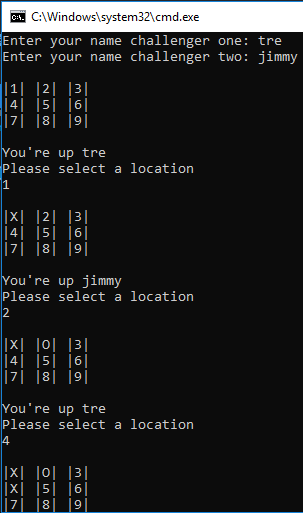 C:\Windows\system32\cmd.exe
Enter your name challenger one: tre
Enter your name challenger two: jimmy
|1| |2| |3|
|4| |5| |6|
|7| |8| |9|
You're up tre
Please select a location
1
|X| |2| |3|
|4| |5| |6|
|7| |8| |9|
You're up jimmy
Please select a location
2
|X| |O| |3|
|4| |5| |6|
|7| |8| |9|
You're up tre
Please select a location
4
|X| |O| |3|
|X| |5| |6|
|7| |8| |9|